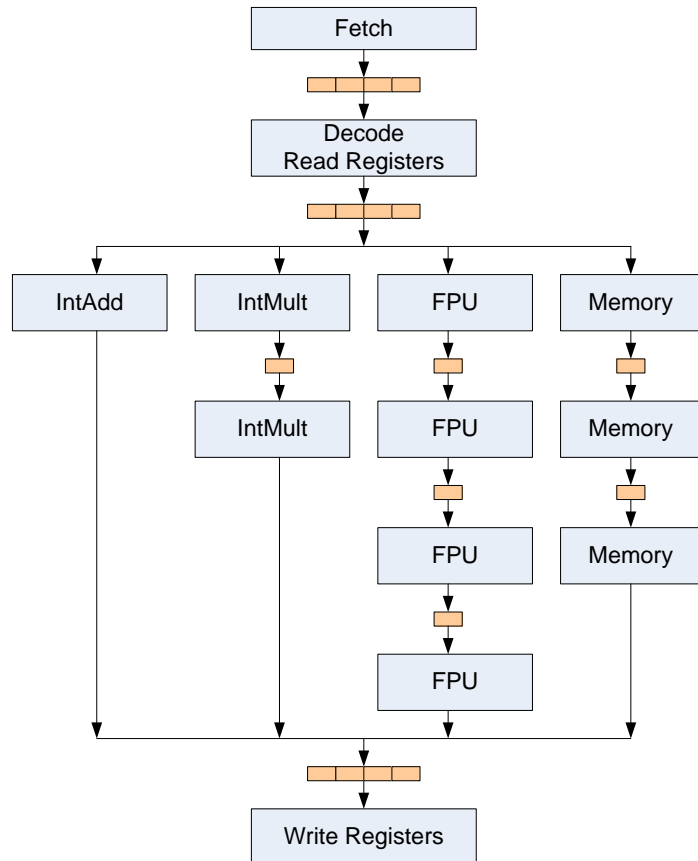 Fetch
Decode
Read Registers
IntAdd
IntMult
FPU
Memory
IntMult
FPU
Memory
FPU
Memory
FPU
Write Registers